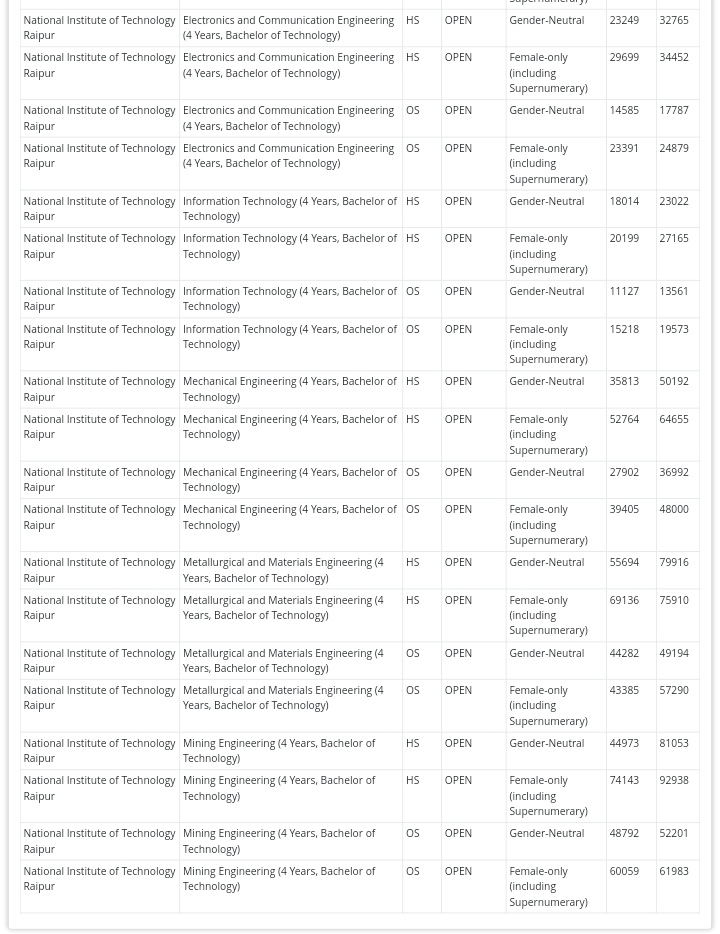 Supernumerary)
National Institute of Technology Electronics and Communication Engineering HS OPEN Gender-Neutral 23249 32765
Raipur (4 Years, Bachelor of Technology)
National Institute of Technology Electronics and Communication Engineering HS OPEN Female-only 29699 34452
Raipur (4 Years, Bachelor of Technology) (including
Supernumerary)
National Institute of Technology Electronics and Communication Engineering OS OPEN Gender-Neutral 14585 17787
Raipur (4 Years, Bachelor of Technology)
National Institute of Technology Electronics and Communication Engineering OS OPEN Female-only 23391 24879
Raipur (4 Years, Bachelor of Technology) (including
Supernumerary)
National Institute of Technology Information Technology (4 Years, Bachelor of HS OPEN Gender-Neutral 18014 23022
Raipur Technology)
National Institute of Technology Information Technology (4 Years, Bachelor of HS OPEN Female-only 20199 27165
Raipur Technology) (including
Supernumerary)
National Institute of Technology Information Technology (4 Years, Bachelor of OS OPEN Gender-Neutral 11127 13561
Raipur Technology)
National Institute of Technology Information Technology (4 Years, Bachelor of OS OPEN Female-only 15218 19573
Raipur Technology) (including
Supernumerary)
National Institute of Technology Mechanical Engineering (4 Years, Bachelor of HS OPEN Gender-Neutral 35813 50192
Raipur Technology)
National Institute of Technology Mechanical Engineering (4 Years, Bachelor of HS OPEN Female-only 52764 64655
Raipur Technology) (including
Supernumerary)
National Institute of Technology Mechanical Engineering (4 Years, Bachelor of OS OPEN Gender-Neutral 27902 36992
Raipur Technology)
National Institute of Technology Mechanical Engineering (4 Years, Bachelor of OS OPEN Female-only 39405 48000
Raipur Technology) (including
Supernumerary)
National Institute of Technology Metallurgical and Materials Engineering (4 HS OPEN Gender-Neutral 55694 79916
Raipur Years, Bachelor of Technology)
National Institute of Technology Metallurgical and Materials Engineering (4 HS OPEN Female-only 69136 75910
Raipur Years, Bachelor of Technology) (including
Supernumerary)
National Institute of Technology Metallurgical and Materials Engineering (4 OS OPEN Gender-Neutral 44282 49194
Raipur Years, Bachelor of Technology)
National Institute of Technology Metallurgical and Materials Engineering (4 OS OPEN Female-only 43385 57290
Raipur Years, Bachelor of Technology) (including
Supernumerary)
National Institute of Technology Mining Engineering (4 Years, Bachelor of HS OPEN Gender-Neutral 44973 81053
Raipur Technology)
National Institute of Technology Mining Engineering (4 Years, Bachelor of HS OPEN Female-only 74143 92938
Raipur Technology) (including
Supernumerary)
National Institute of Technology Mining Engineering (4 Years, Bachelor of OS OPEN Gender-Neutral 48792 52201
Raipur Technology)
National Institute of Technology Mining Engineering (4 Years, Bachelor of OS OPEN Female-only 60059 61983
Raipur Technology) (including
Supernumerary)